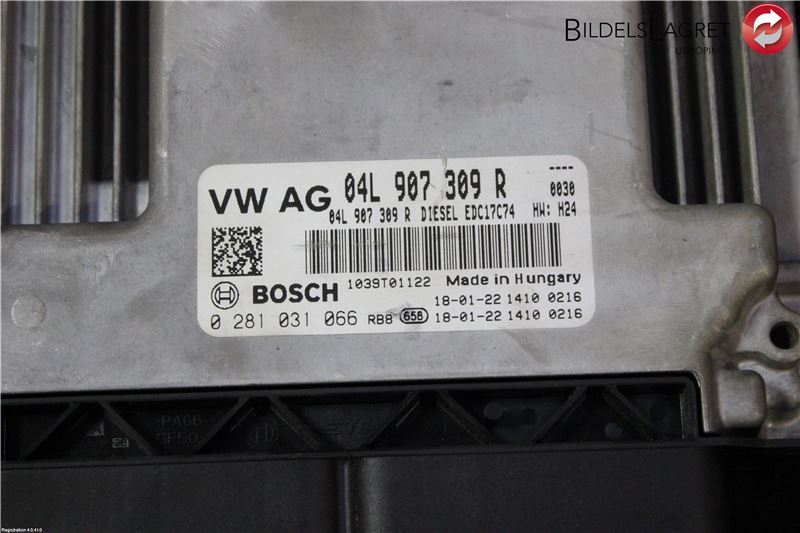 BILDELSLAGRET
LIDKÖPING
VW AG 04L 907 309 R ---- 0030
04L 907 309 R DIESEL EDC17C74 HW: H24
1039T01122 Made in Hungary
BOSCH 18-01-22 1410 0216
0 281 031 066 RB8 658 18-01-22 1410 0216
PA66
GF50
Registration 4.0.41.0